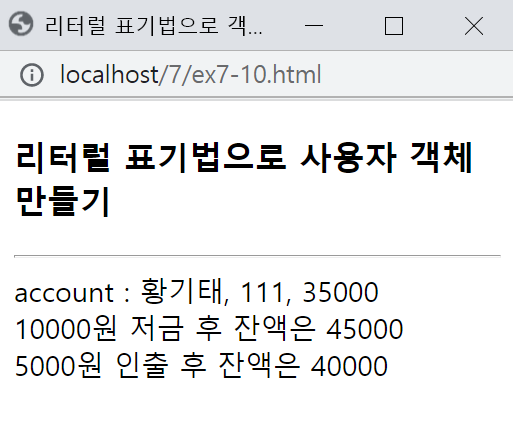 리터럴 표기법으로 객...
localhost/7/ex7-10.html
리터럴 표기법으로 사용자 객체
만들기
account : 황기태, 111, 35000
10000원 저금 후 잔액은 45000
5000원 인출 후 잔액은 40000